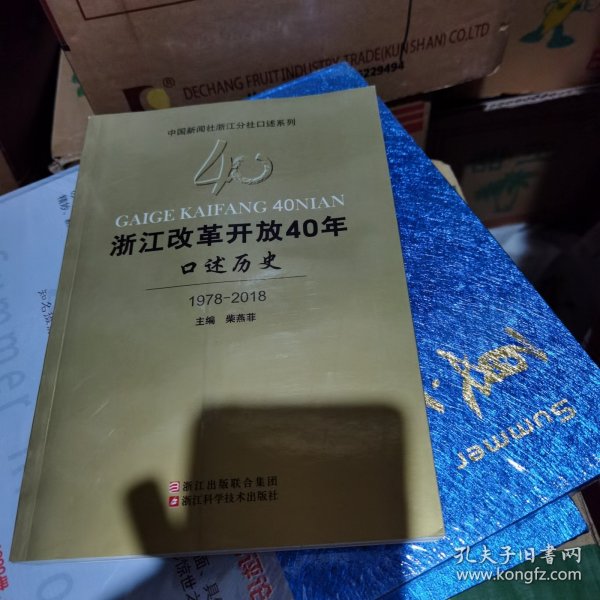 DECHANG FRUIT INDUSTRY TRADE(KUNSHAN) CO.,LTD
229494
中国新闻社浙江分社口述系列
40
GAIGE KAIFANG 40NIAN
浙江改革开放40年
口述历史
1978-2018
主编 柴燕菲
浙江出版联合集团
浙江科学技术出版社
夏
Summer
孔夫子旧书网
www.kongfz.com